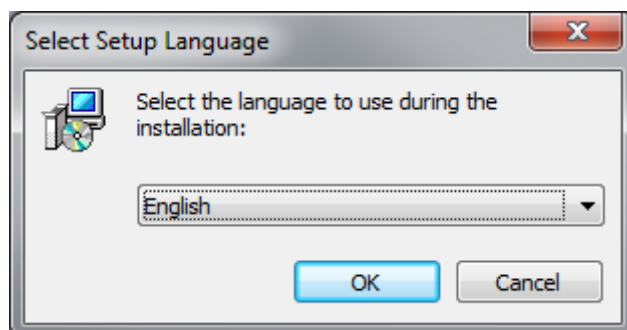 Select Setup Language
Select the language to use during the
installation:
English
OK
Cancel